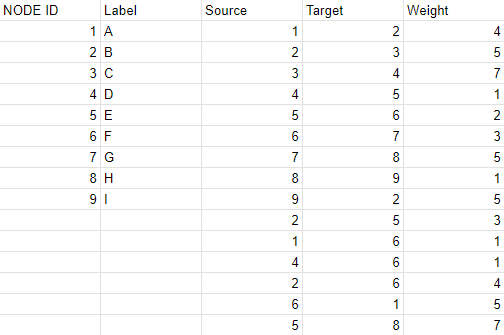 NODE ID Label Source Target Weight
1 A 1 2 4
2 B 2 3 5
3 C 3 4 7
4 D 4 5 1
5 E 5 6 2
6 F 6 7 3
7 G 7 8 5
8 H 8 9 1
9 I 9 2 5
2 5 3
1 6 1
4 6 1
2 6 4
6 1 5
5 8 7